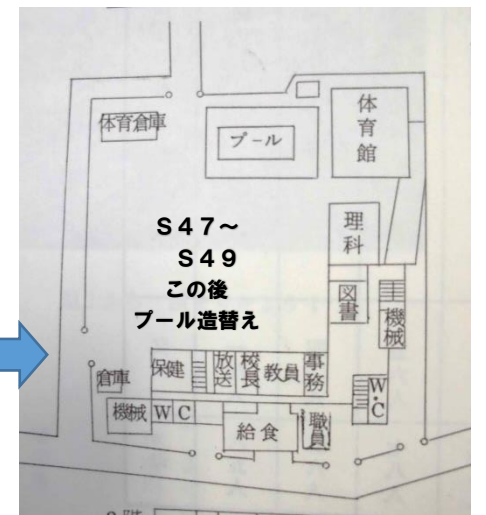 体育倉庫
プール
体育館
理科
S47～
S49
この後
プール造替え
図書
機械
保健
放送
校長
教員
事務
倉庫
機械
WC
給食
職員
W・C